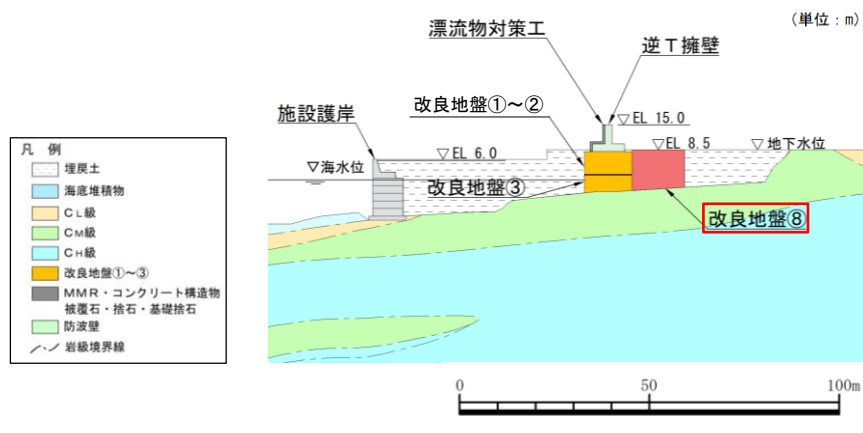 （単位：m）
漂流物対策工
逆T擁壁
改良地盤①～②
▽EL 15.0
施設護岸
▽EL 8.5
▽地下水位
▽EL 6.0
▽海水位
改良地盤③
改良地盤⑧
凡 例
埋戻土
海底堆積物
CL級
CM級
CH級
改良地盤①～③
MMR・コンクリート構造物
被覆石・捨石・基礎捨石
防波壁
岩級境界線
0 50 100m